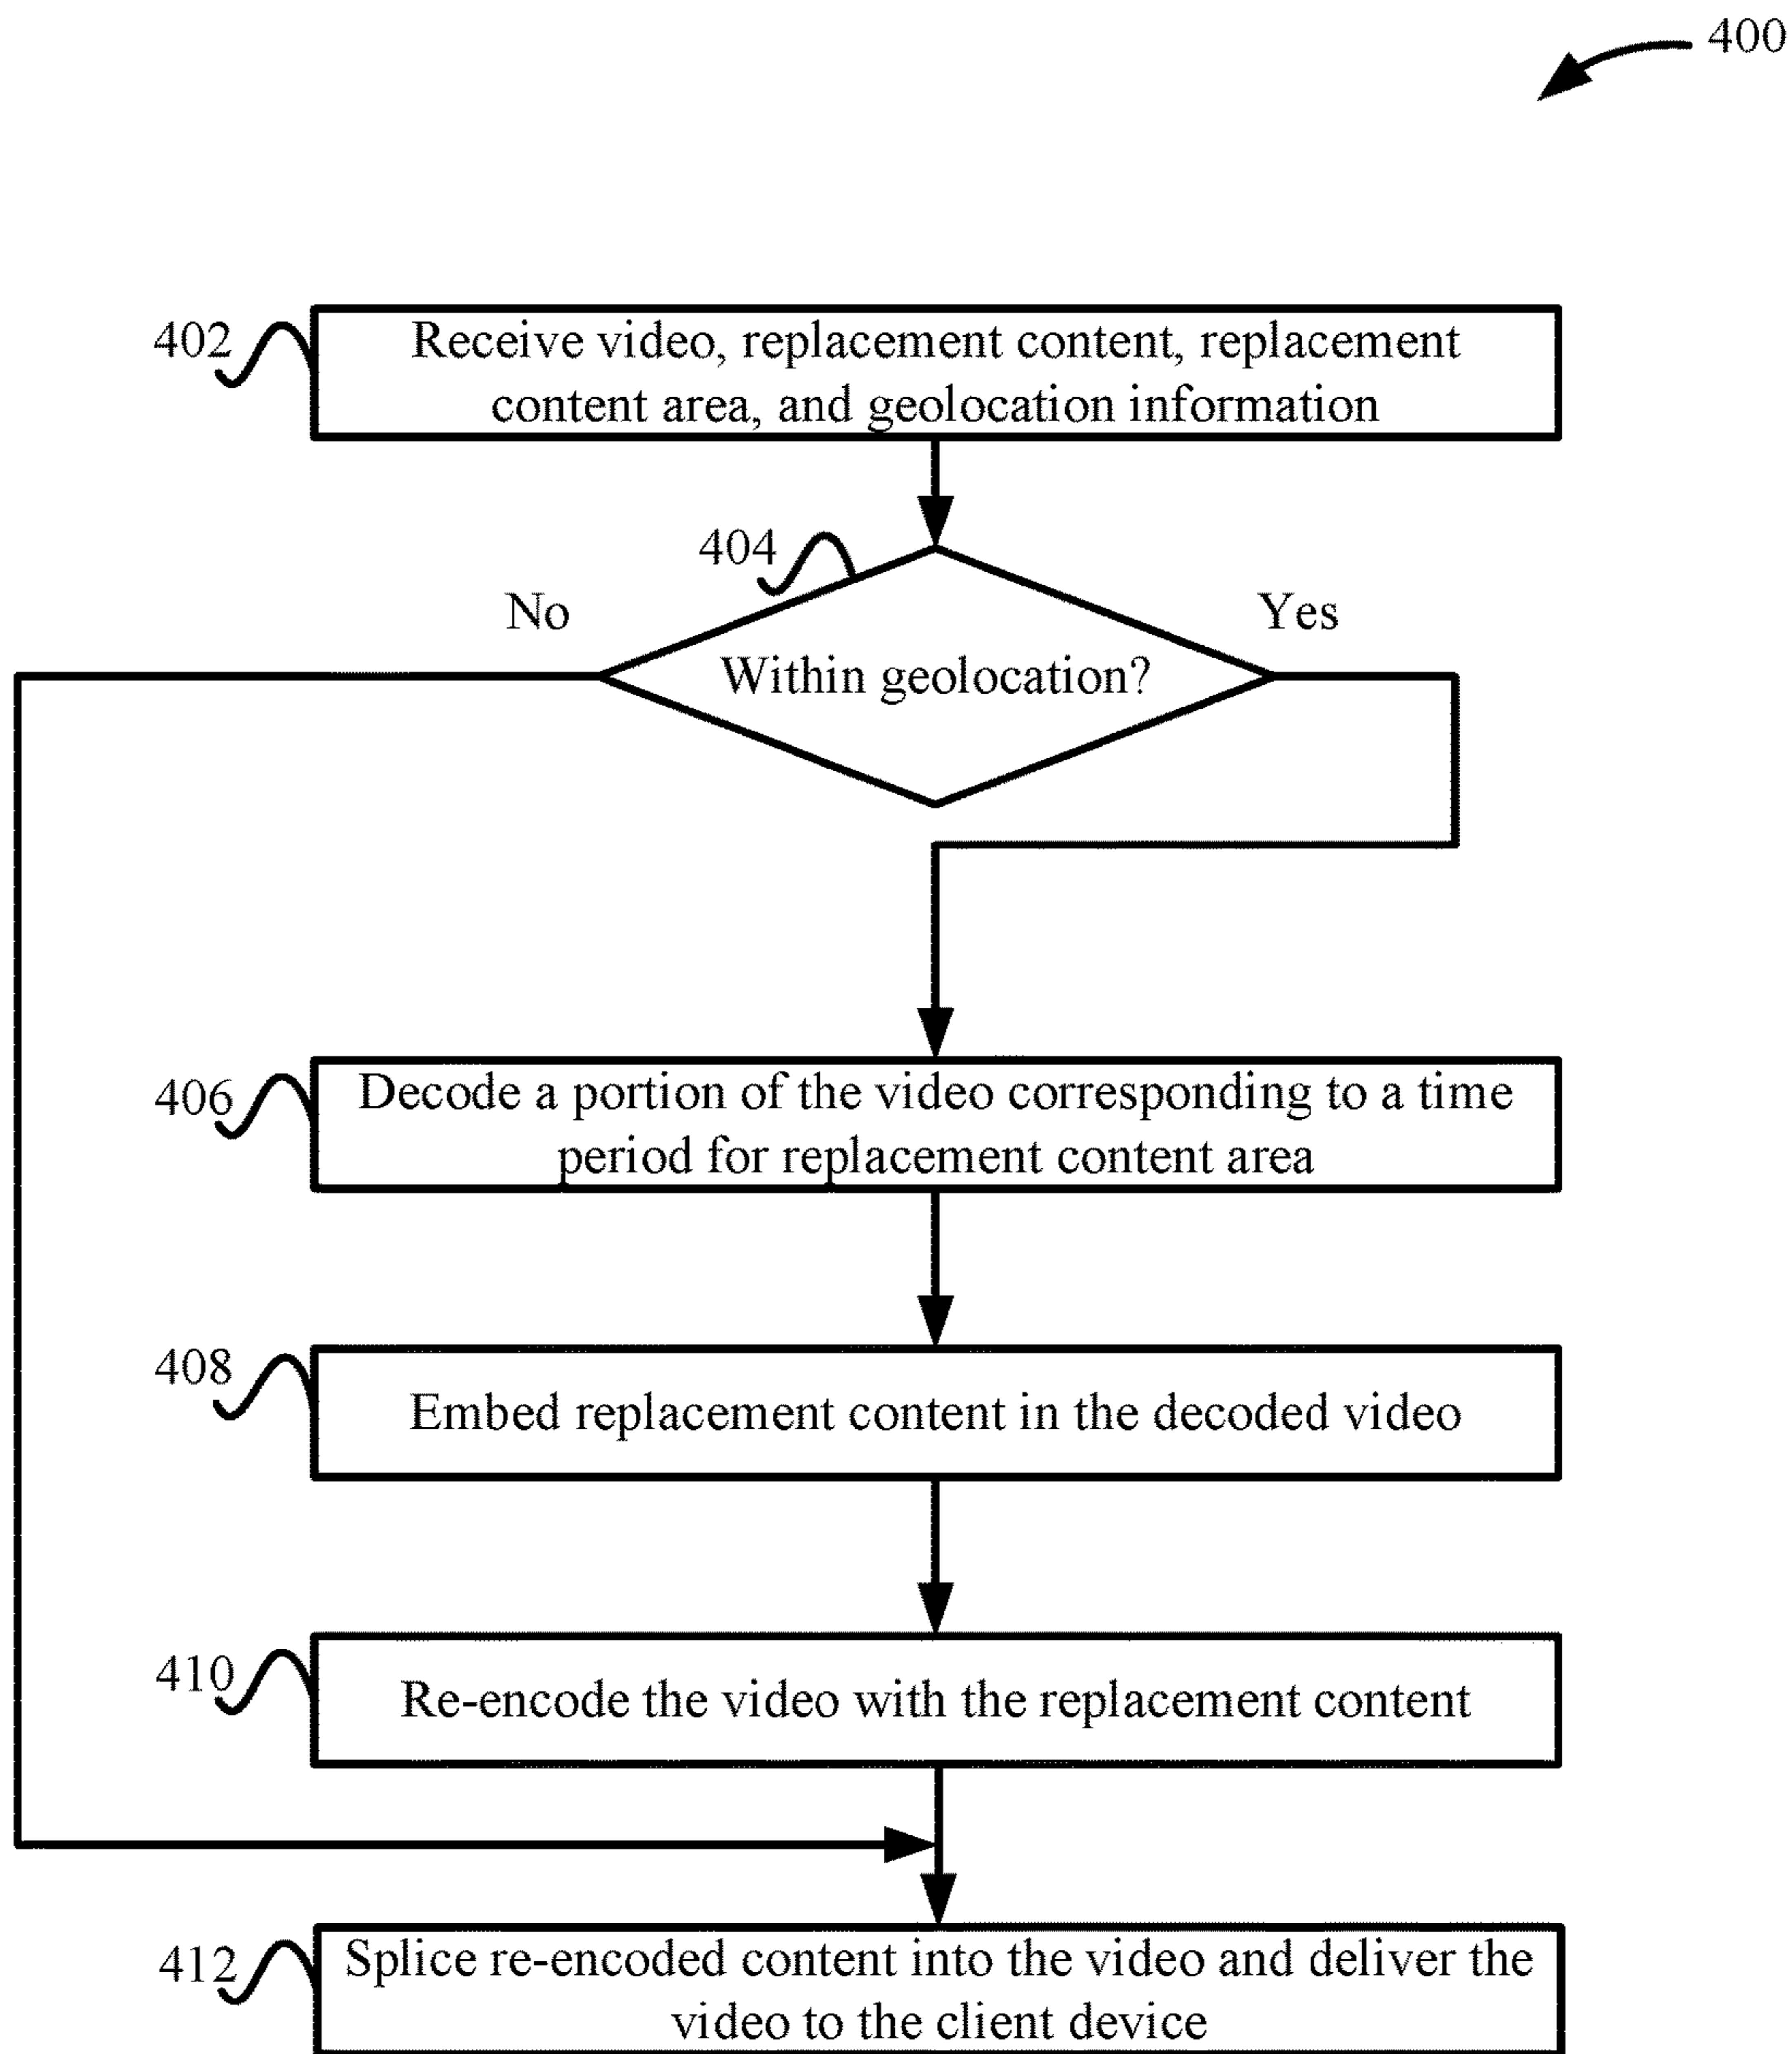 400
402
Receive video, replacement content, replacement
content area, and geolocation information
404
No
Yes
Within geolocation?
406
Decode a portion of the video corresponding to a time
period for replacement content area
408
Embed replacement content in the decoded video
410
Re-encode the video with the replacement content
412
Splice re-encoded content into the video and deliver the
video to the client device